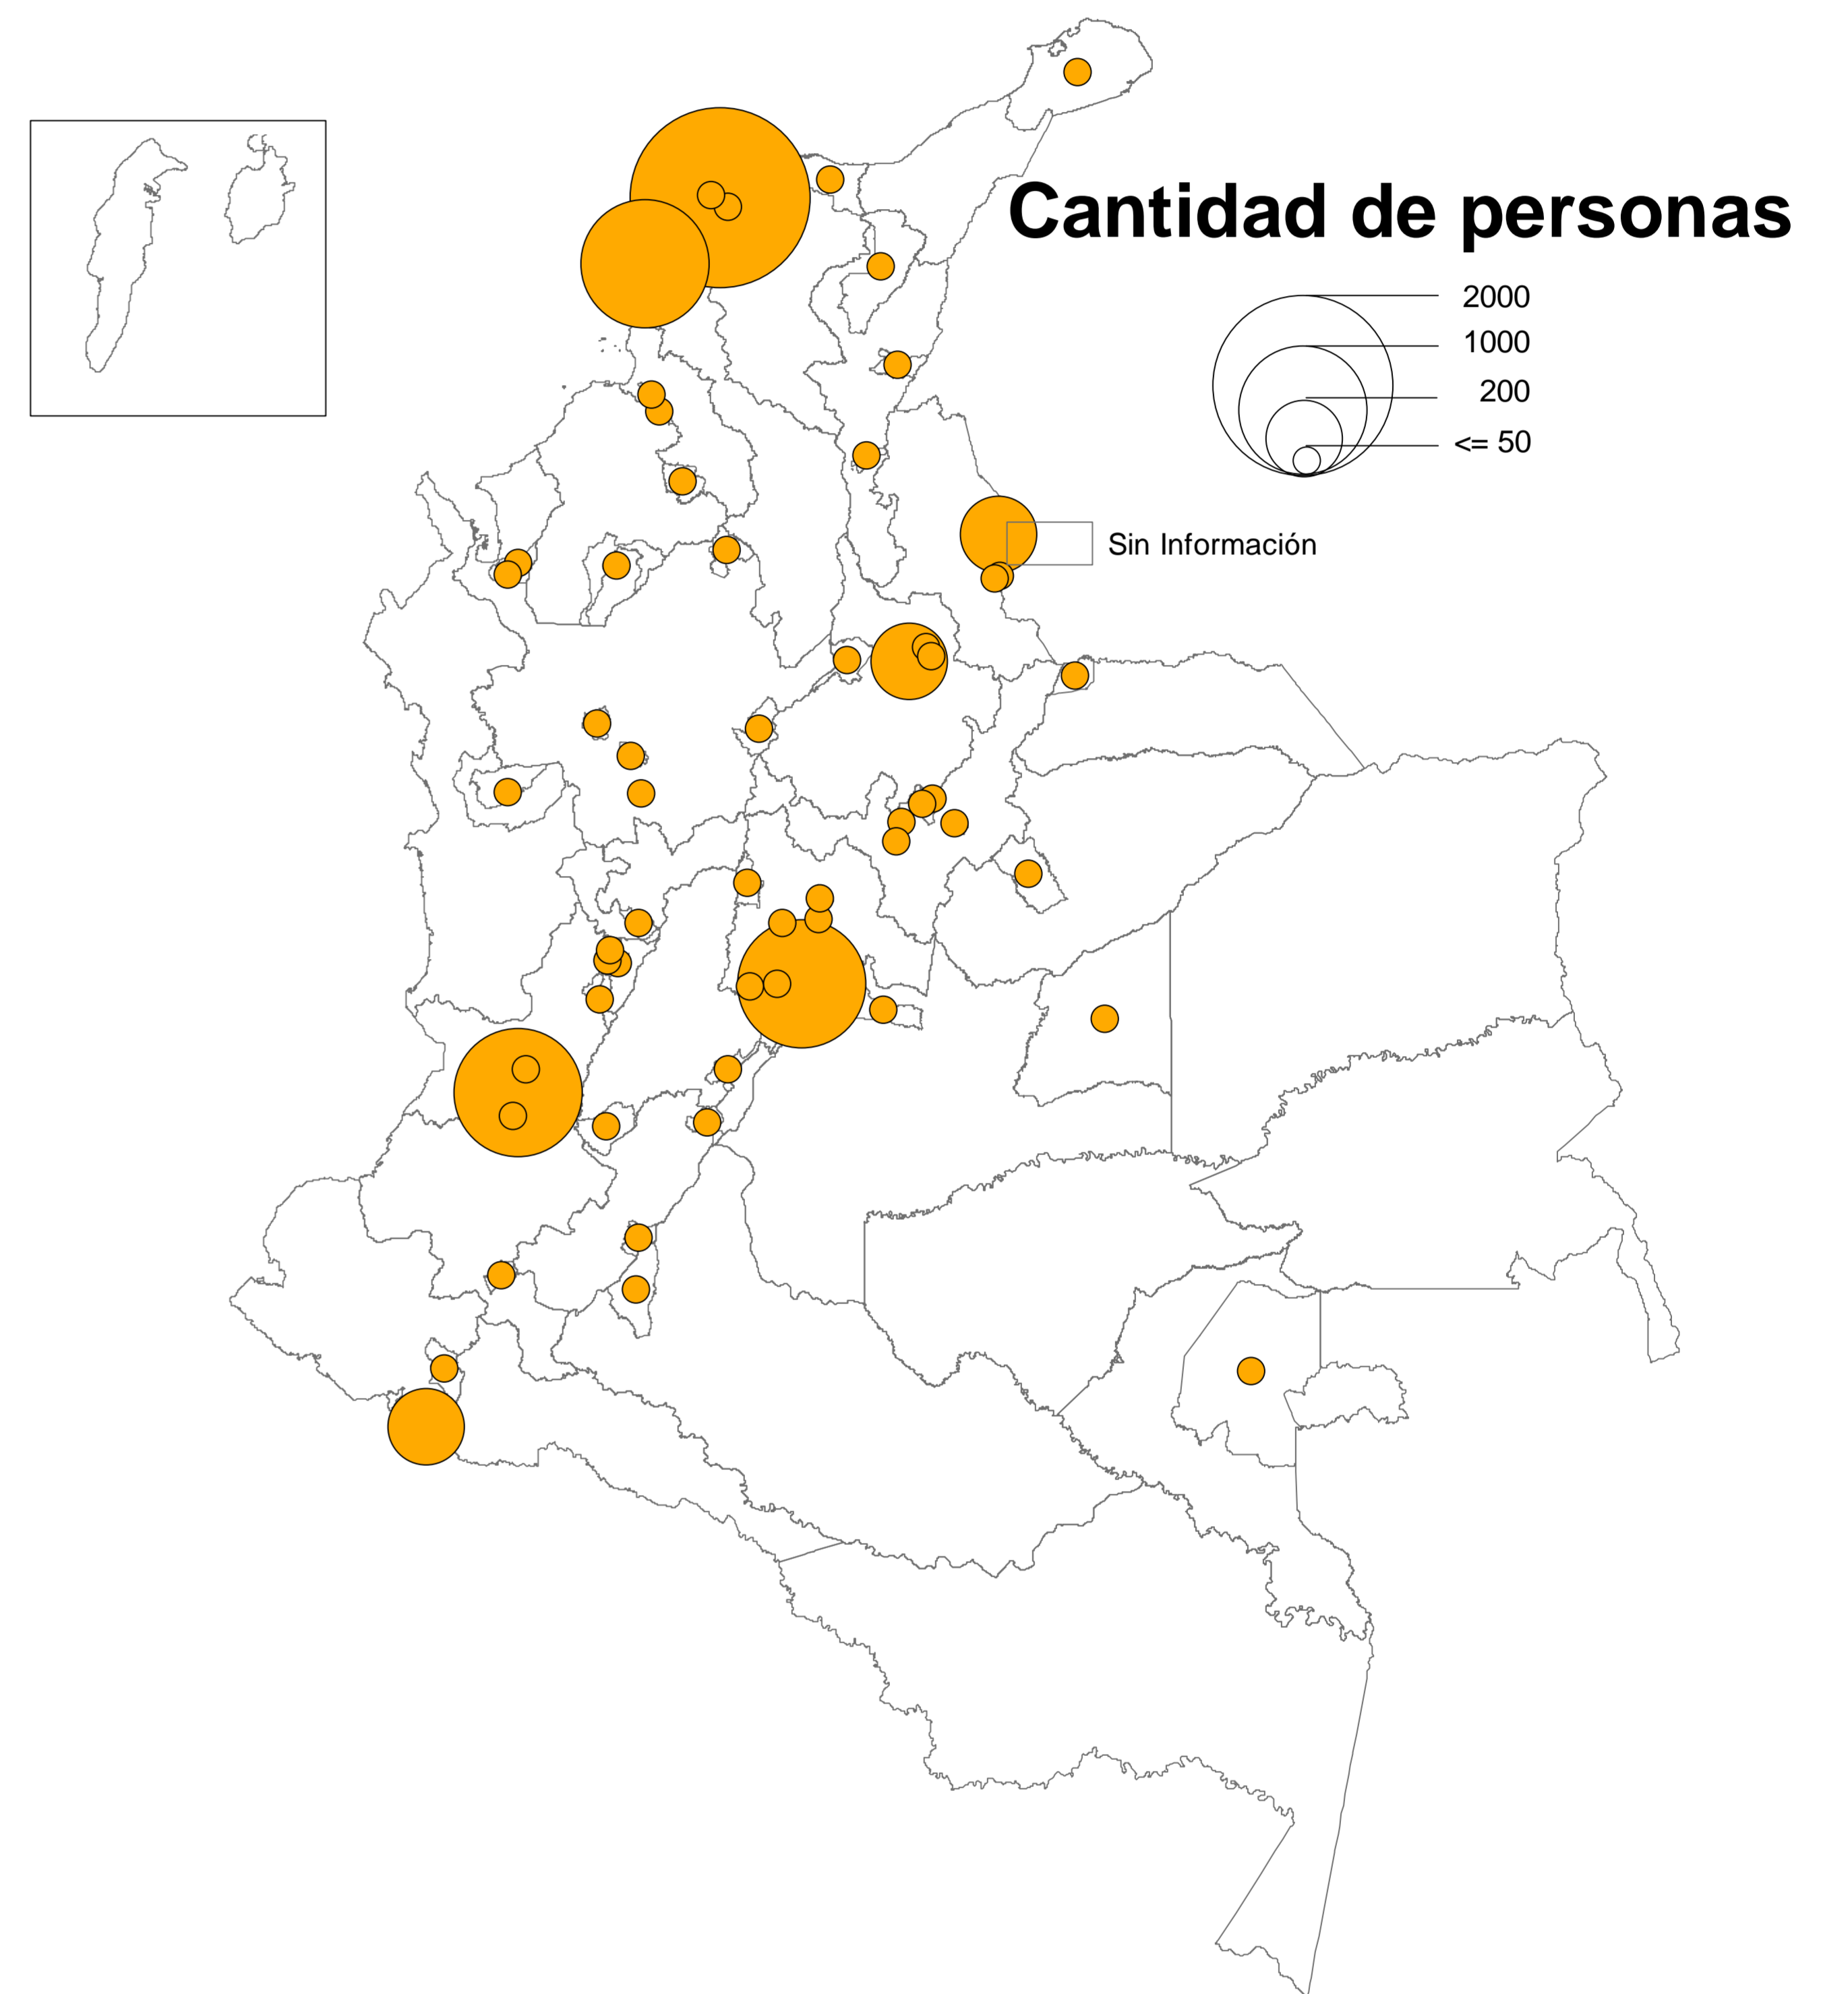 Cantidad de personas
2000
1000
200
<= 50
Sin Información